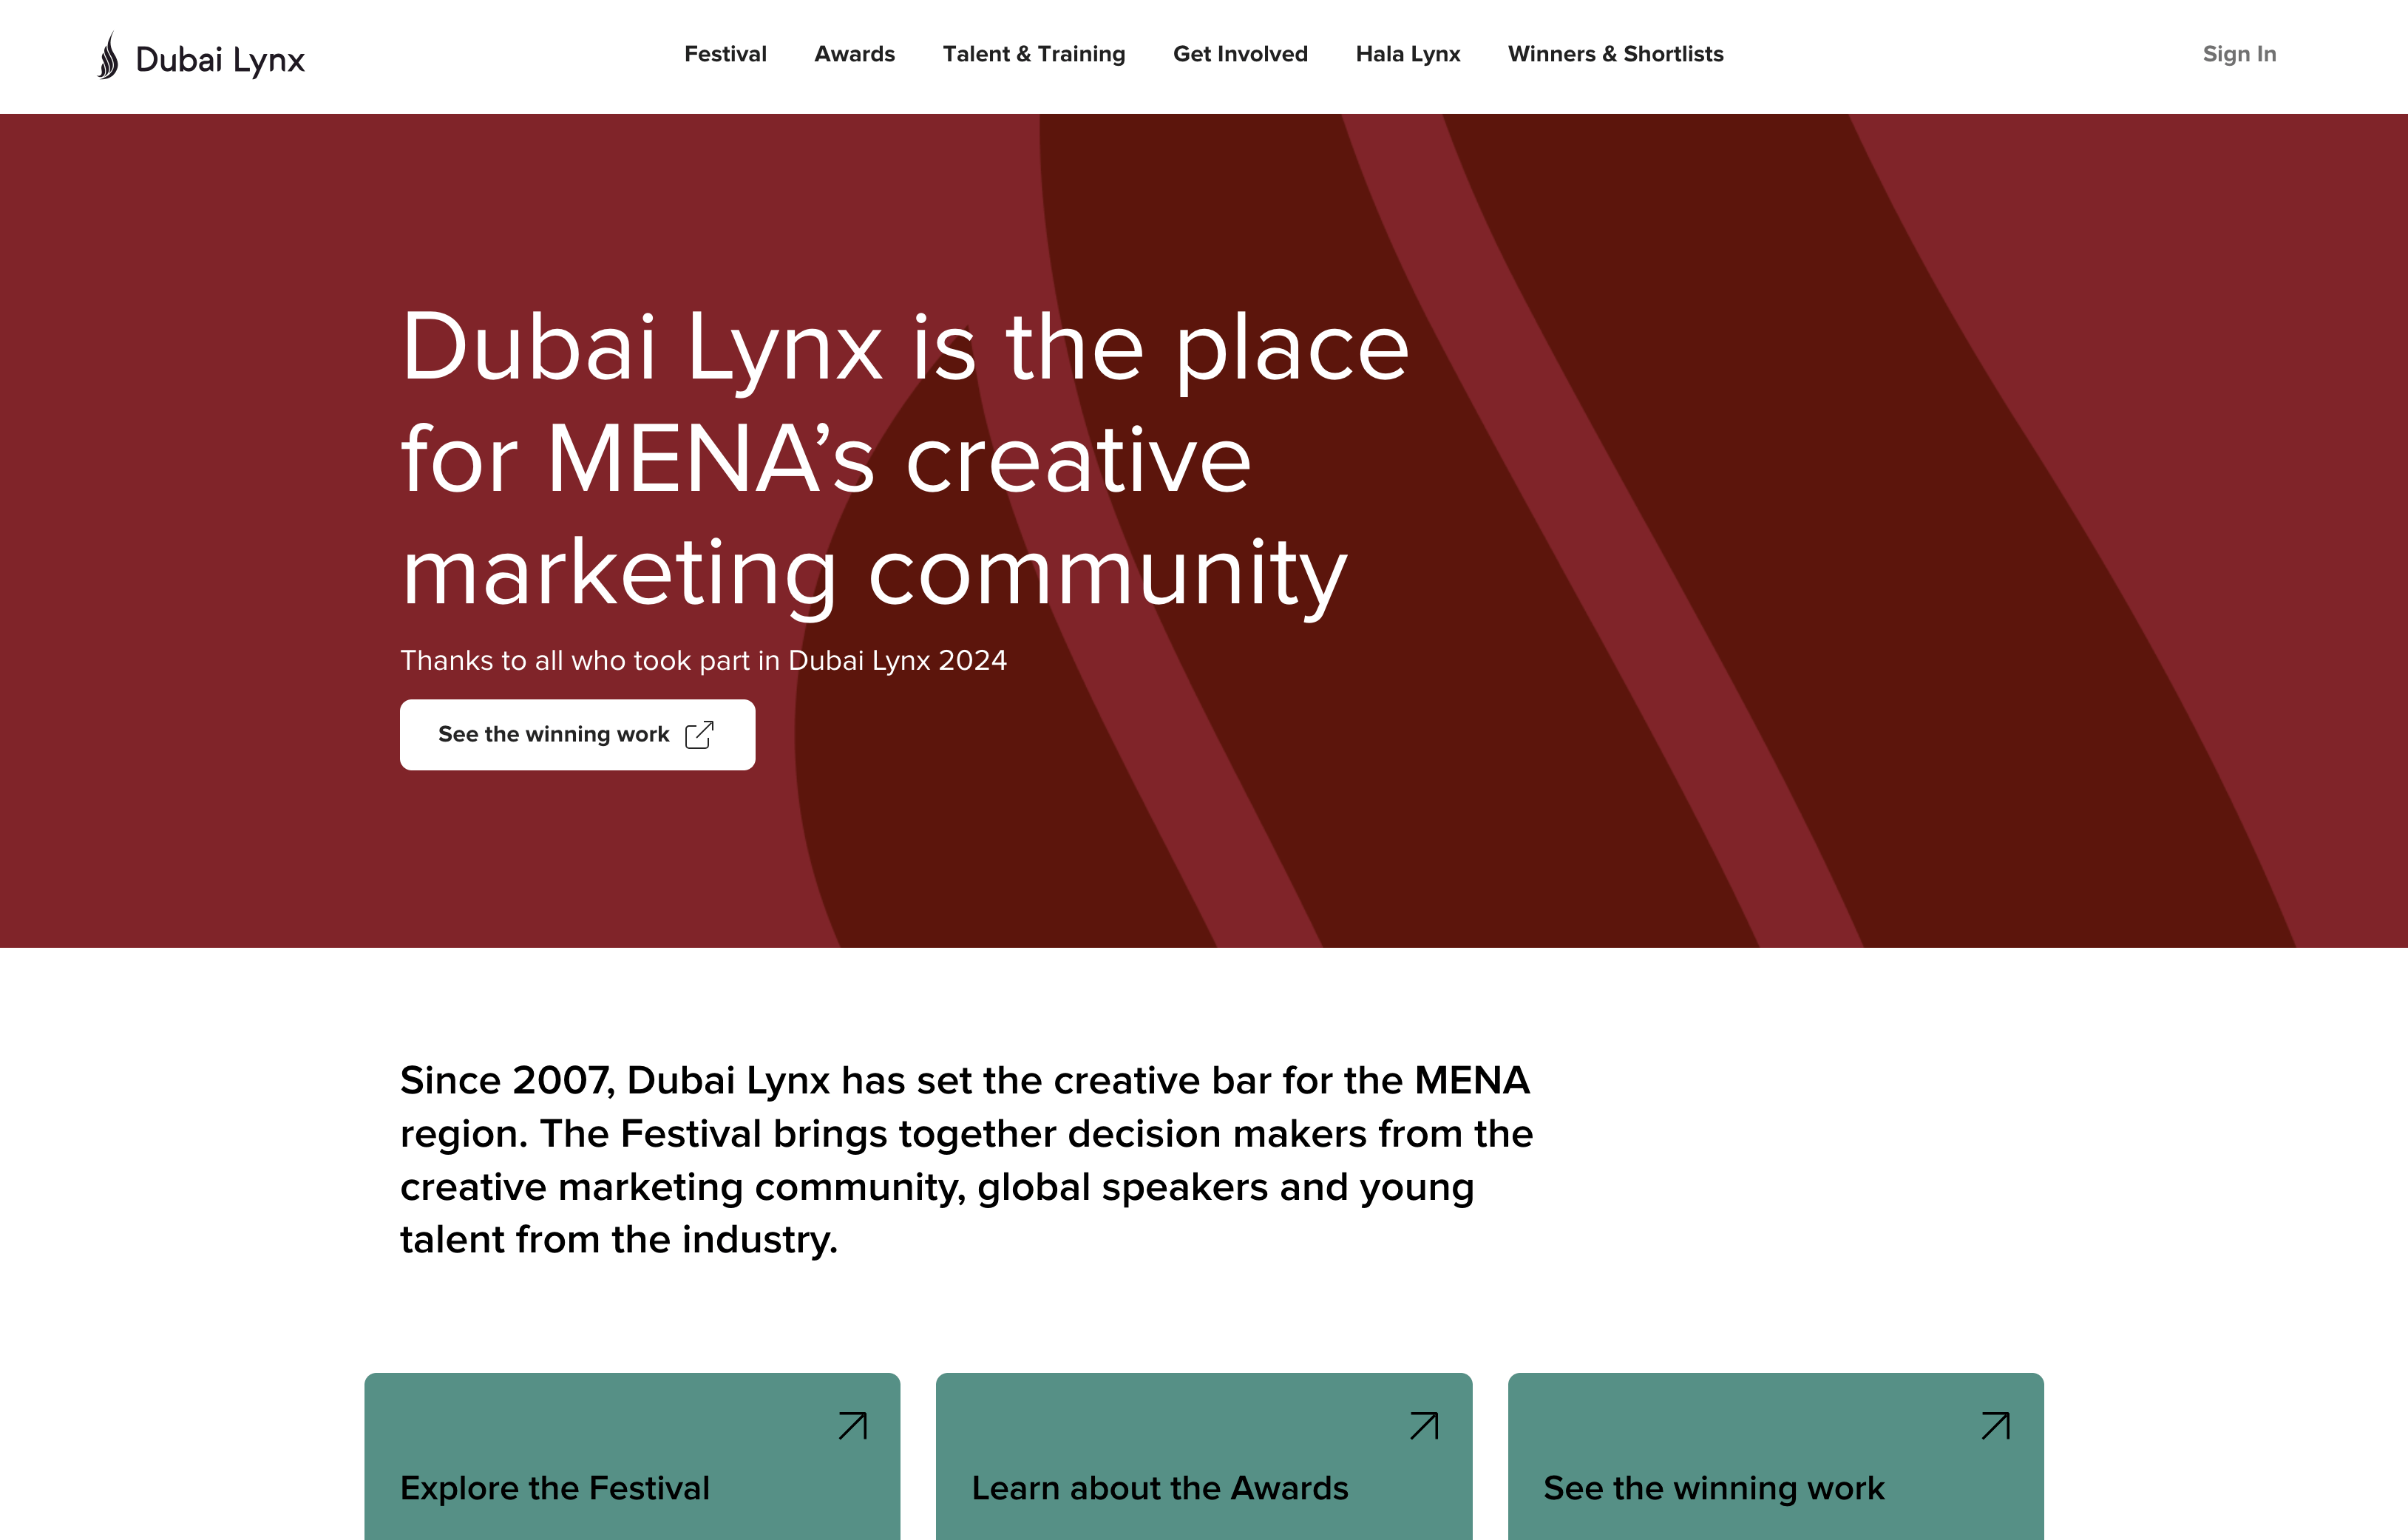 Dubai Lynx
Festival
Awards
Talent & Training
Get Involved
Hala Lynx
Winners & Shortlists
Sign In
Dubai Lynx is the place
for MENA’s creative
marketing community
Thanks to all who took part in Dubai Lynx 2024
See the winning work
Since 2007, Dubai Lynx has set the creative bar for the MENA
region. The Festival brings together decision makers from the
creative marketing community, global speakers and young
talent from the industry.
Explore the Festival
Learn about the Awards
See the winning work